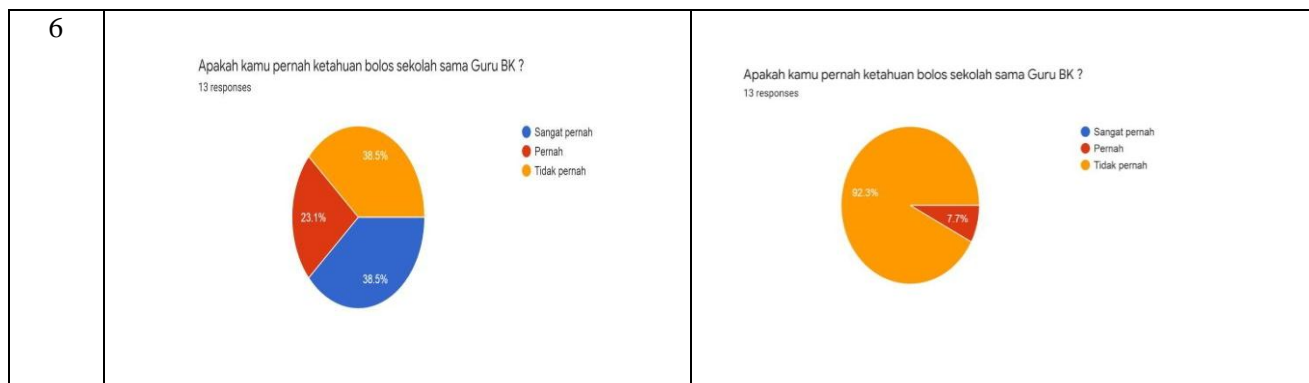 6
Apakah kamu pernah ketahuan bolos sekolah sama Guru BK ?
13 responses
38.5%
23.1%
38.5%
Sangat pernah
Pernah
Tidak pernah
Apakah kamu pernah ketahuan bolos sekolah sama Guru BK ?
13 responses
92.3%
7.7%
Sangat pernah
Pernah
Tidak pernah